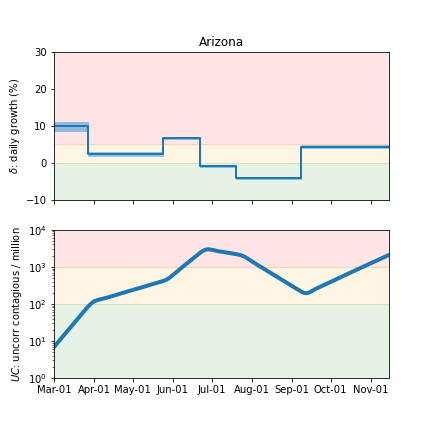 Arizona
δ: daily growth (%)
30
20
10
0
−10
UC: uncorr contagious / million
10⁴
10³
10²
10¹
10⁰
Mar-01 Apr-01 May-01 Jun-01 Jul-01 Aug-01 Sep-01 Oct-01 Nov-01